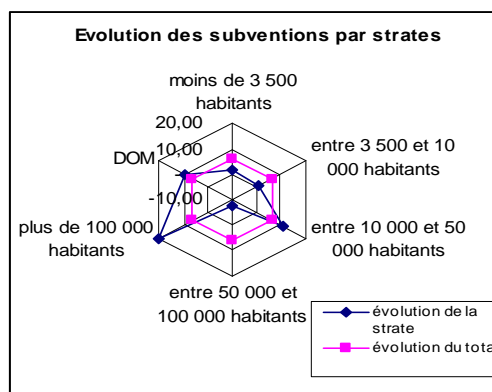 Evolution des subventions par strates
moins de 3 500
habitants
20,00
10,00
-
-10,00
entre 3 500 et 10
000 habitants
entre 10 000 et 50
000 habitants
entre 50 000 et
100 000 habitants
plus de 100 000
habitants
DOM
évolution de la
strate
évolution du tota